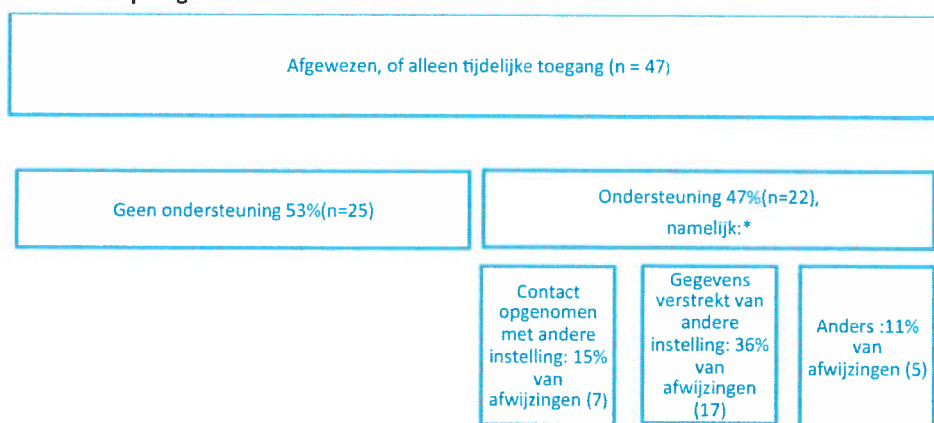 Afgewezen, of alleen tijdelijke toegang (n = 47)
Geen ondersteuning 53%(n=25)
Ondersteuning 47%(n=22),
namelijk:*
Contact
opgenomen
met andere
instelling: 15%
van
afwijzingen (7)
Gegevens
verstrekt van
andere
instelling: 36%
van
afwijzingen
(17)
Anders :11%
van
afwijzingen (5)